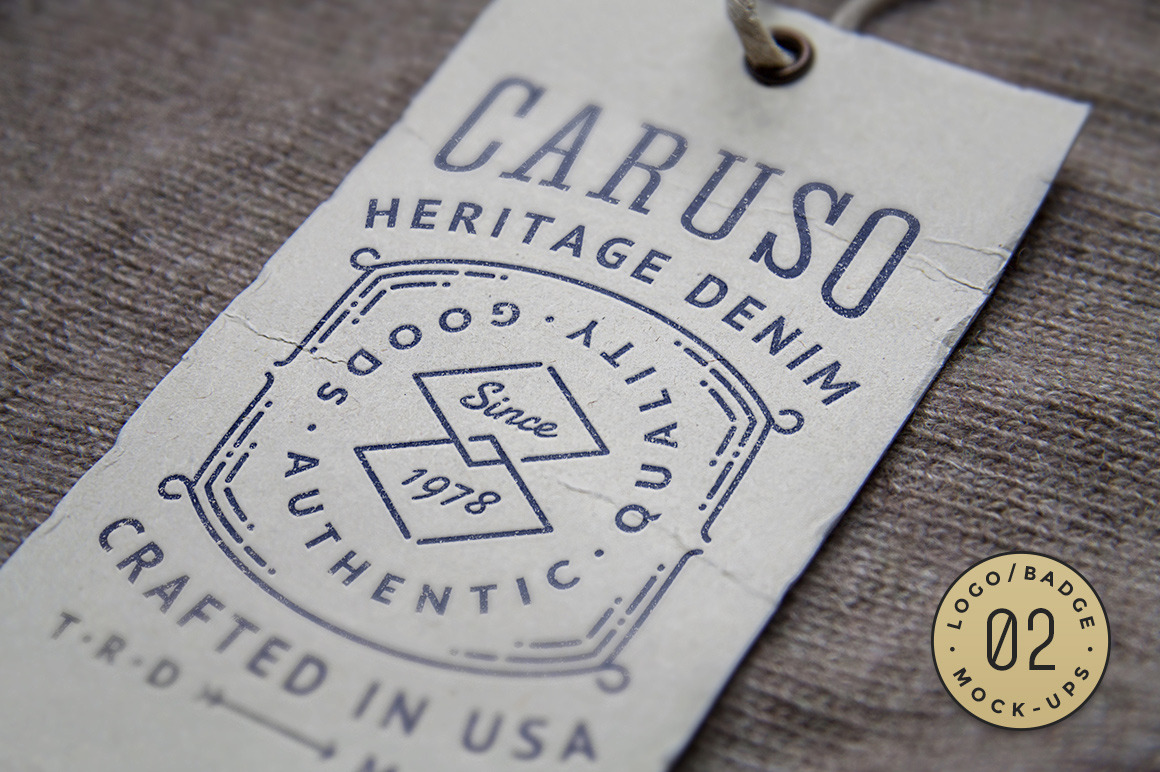 CARUSO
HERITAGE DENIM
AUTHENTIC · QUALITY · GOODS ·
Since
1978
CRAFTED IN USA
T·R·D
LOGO/BADGE
02
· MOCK-UPS ·